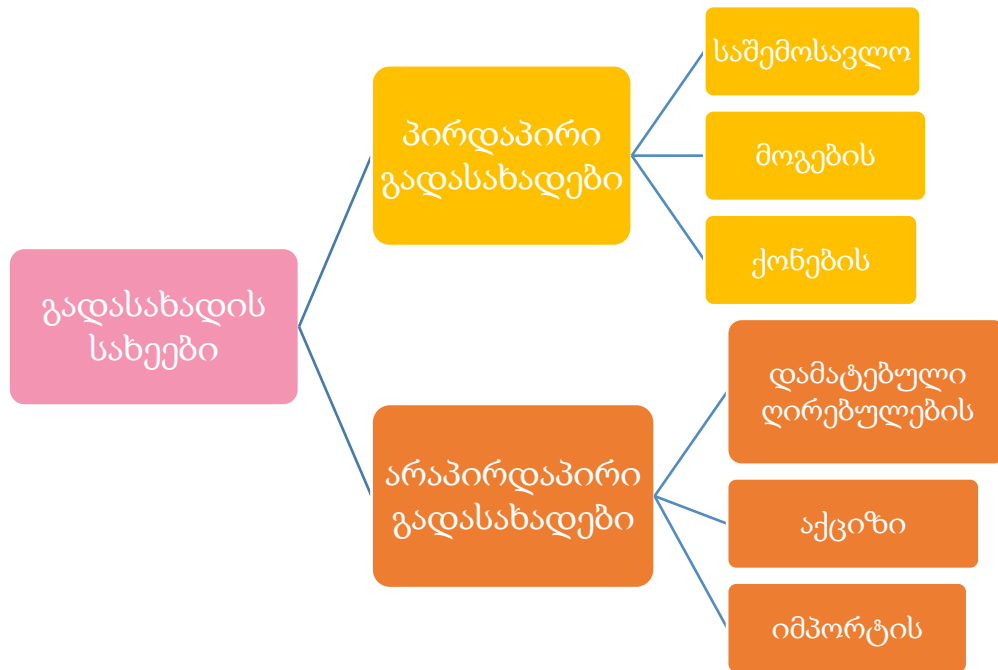 გადასახადის
სახეები
პირდაპირი
გადასახადები
საშემოსავლო
მოგების
ქონების
არაპირდაპირი
გადასახადები
დამატებული
ღირებულების
აქციზი
იმპორტის